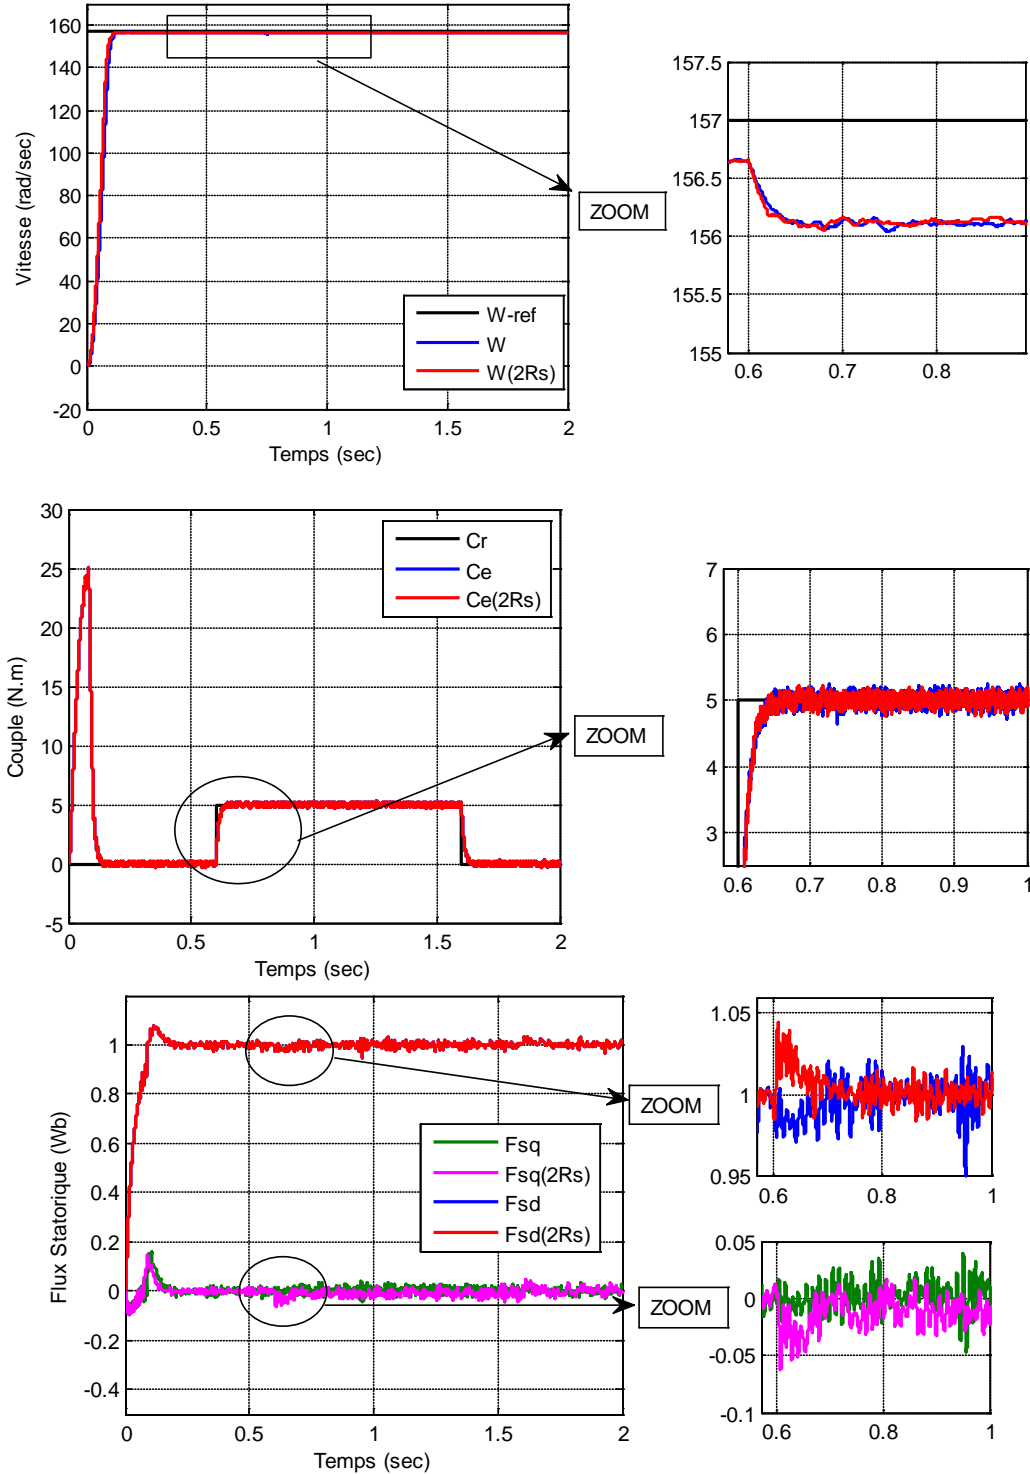 160
140
120
100
80
60
40
20
0
-20
Vitesse (rad/sec)
0 0.5 1 1.5 2
Temps (sec)
W-ref
W
W(2Rs)
ZOOM
157.5
157
156.5
156
155.5
155
0.6 0.7 0.8
30
25
20
15
10
5
0
-5
Couple (N.m)
0 0.5 1 1.5 2
Temps (sec)
Cr
Ce
Ce(2Rs)
ZOOM
7
6
5
4
3
0.6 0.7 0.8 0.9 1
1
0.8
0.6
0.4
0.2
0
-0.2
-0.4
Flux Statorique (Wb)
0 0.5 1 1.5 2
Temps (sec)
Fsq
Fsq(2Rs)
Fsd
Fsd(2Rs)
ZOOM
ZOOM
1.05
1
0.95
0.6 0.8 1
0.05
0
-0.05
-0.1
0.6 0.8 1